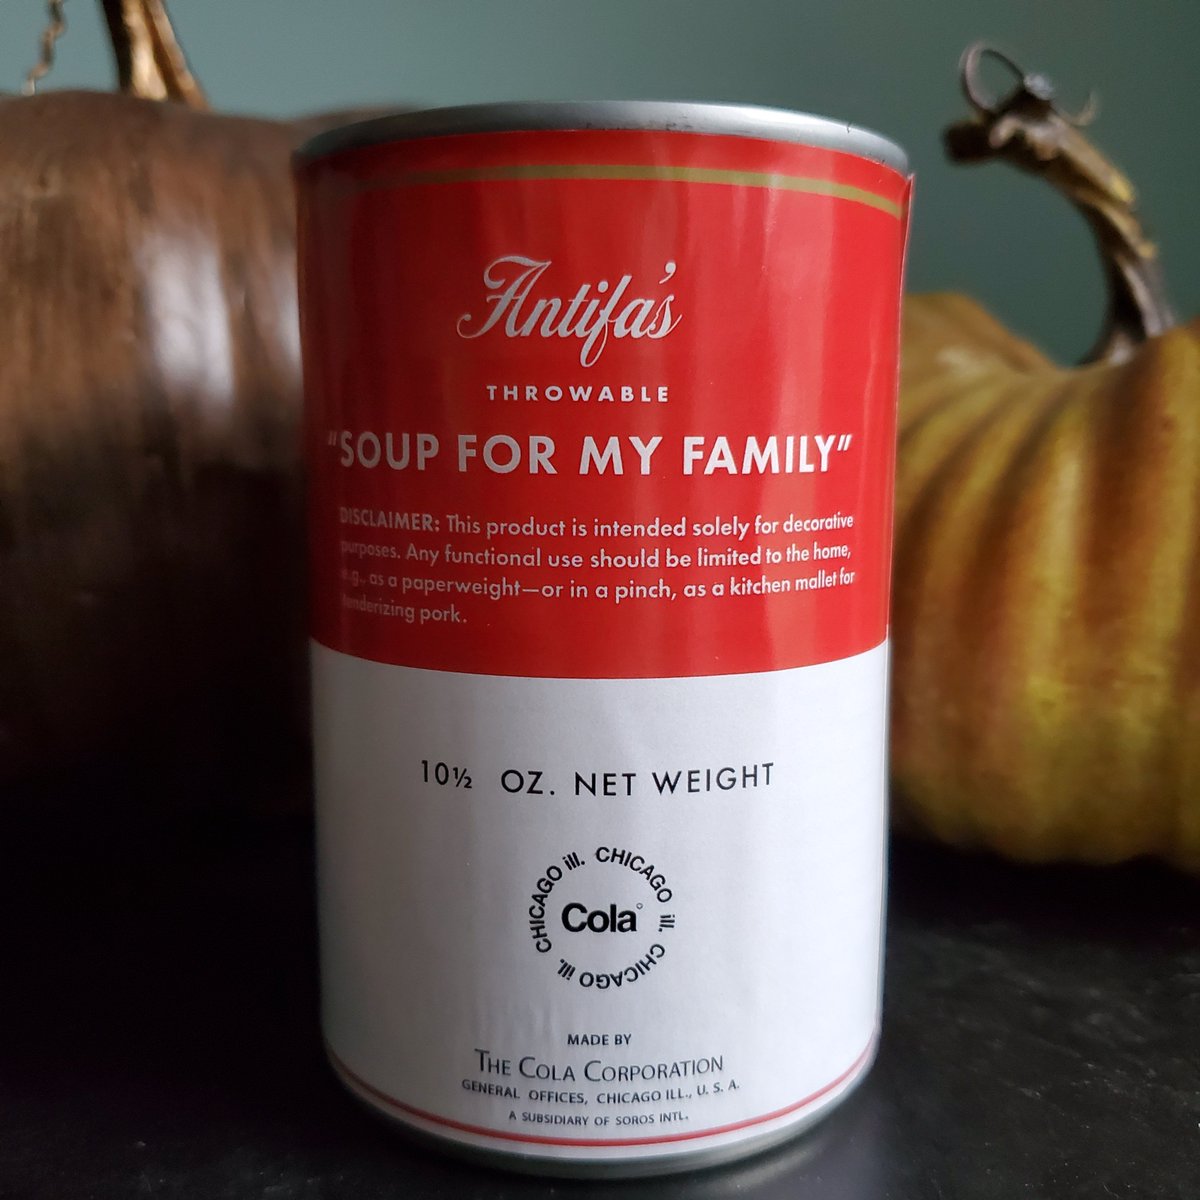 Antifa's
THROWABLE
"SOUP FOR MY FAMILY"
DISCLAIMER: This product is intended solely for decorative
purposes. Any functional use should be limited to the home,
e.g., as a paperweight—or in a pinch, as a kitchen mallet for
tenderizing pork.
10½ OZ. NET WEIGHT
CHICAGO ill. CHICAGO ill. CHICAGO ill.
Cola
MADE BY
THE COLA CORPORATION
GENERAL OFFICES, CHICAGO ILL., U. S. A.
A SUBSIDIARY OF SOROS INTL.